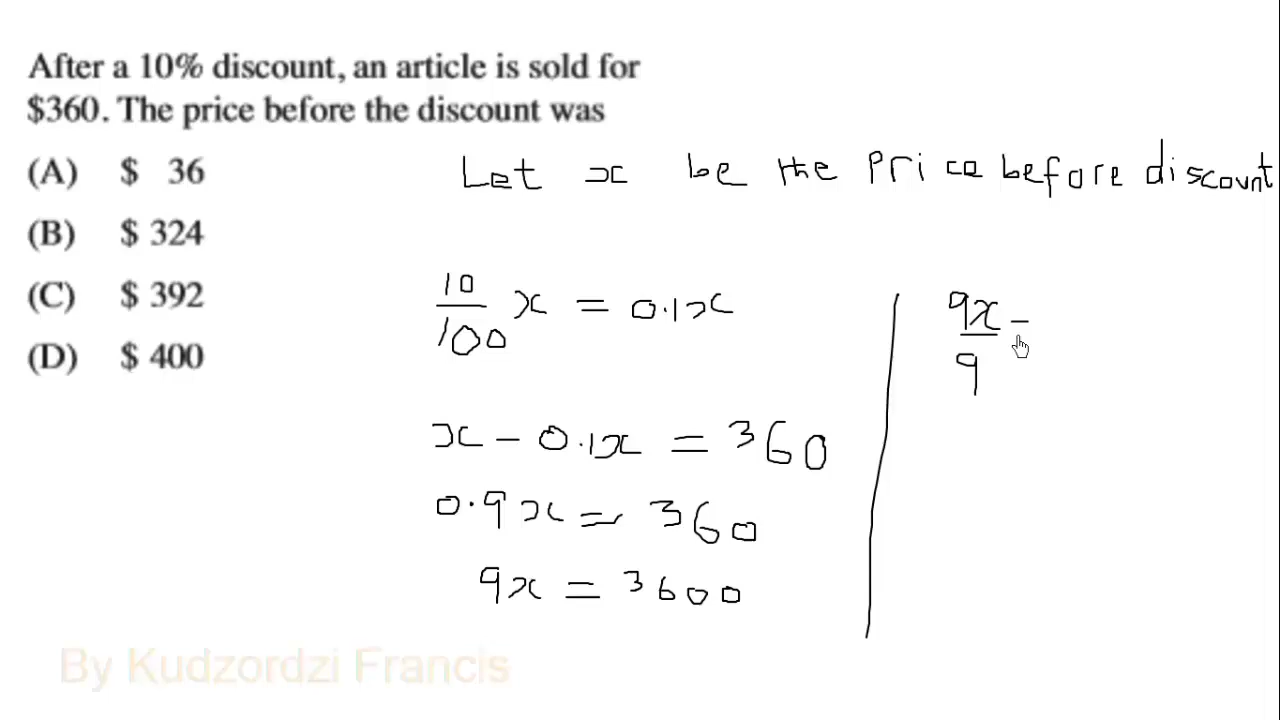 After a 10% discount, an article is sold for
$360. The price before the discount was
(A) $ 36
(B) $ 324
(C) $ 392
(D) $ 400
Let x be the Price before discount
10/100 x = 0.1x
x - 0.1x = 360
0.9x = 360
9x = 3600
9x/9 =
By Kudzordzi Francis